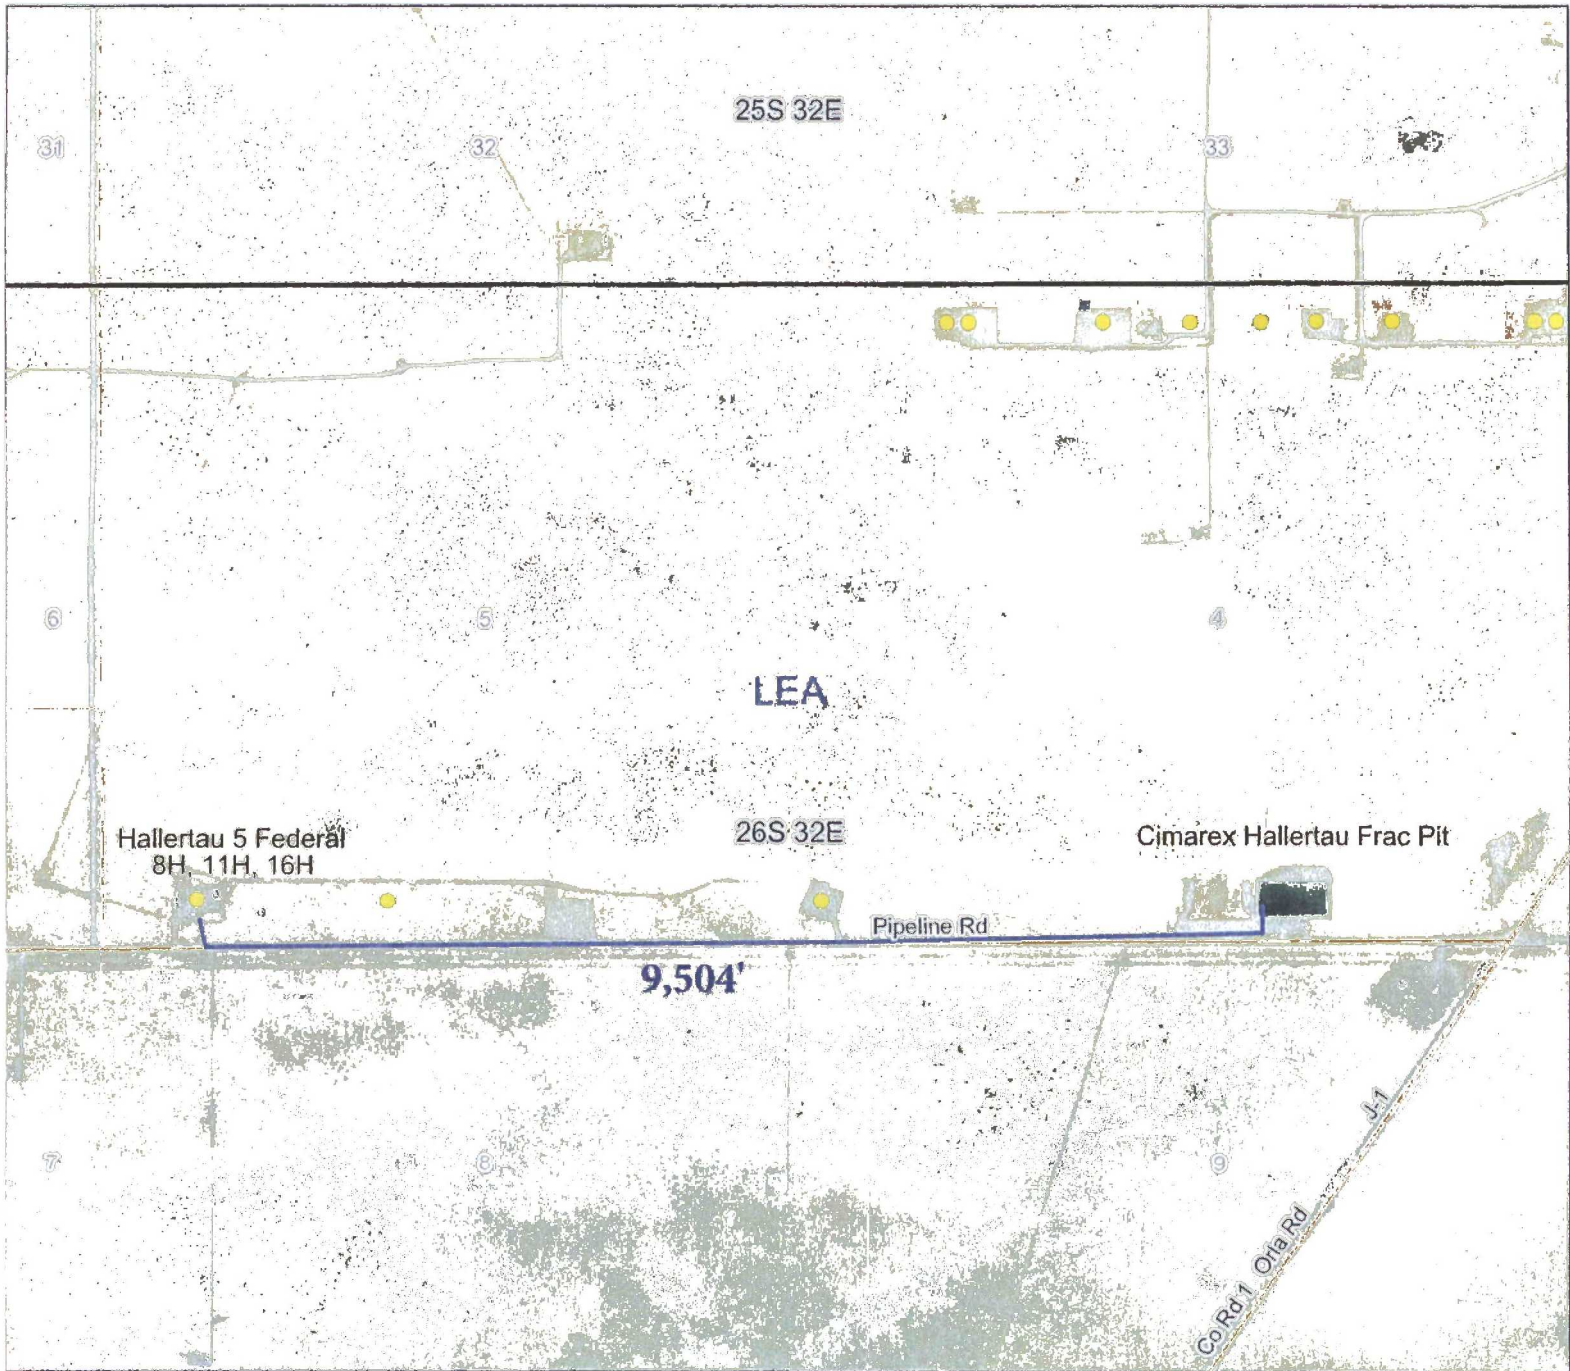 25S 32E
31
32
33
6
5
4
LEA
Hallertau 5 Federal
8H, 11H, 16H
26S 32E
Cimarex Hallertau Frac Pit
Pipeline Rd
9,504'
7
8
9
J-1
Co Rd 1 Orla Rd